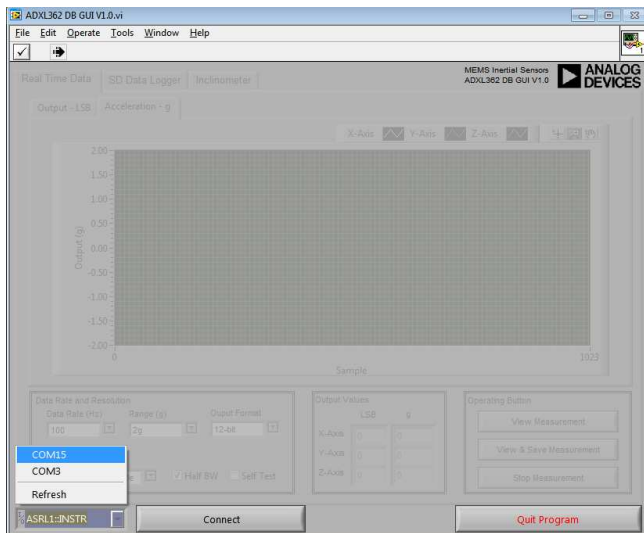 ADXL362 DB GUI V1.0.vi
File Edit Operate Tools Window Help
Real Time Data SD Data Logger Inclinometer
MEMS Inertial Sensors
ADXL362 DB GUI V1.0
ANALOG
DEVICES
Output - LSB Acceleration - g
X-Axis Y-Axis Z-Axis
2.00
1.50
1.00
0.50
0.00
-0.50
-1.00
-1.50
-2.00
Output (g)
0 1023
Sample
Data Rate and Resolution
Data Rate (Hz) Range (g) Ouput Format
100 2g 12-bit
Half BW Self Test
Output Values
LSB g
X-Axis 0 0
Y-Axis 0 0
Z-Axis 0 0
Operating Button
View Measurement
View & Save Measurement
Stop Measurement
COM15
COM3
Refresh
ASRL1::INSTR
Connect
Quit Program